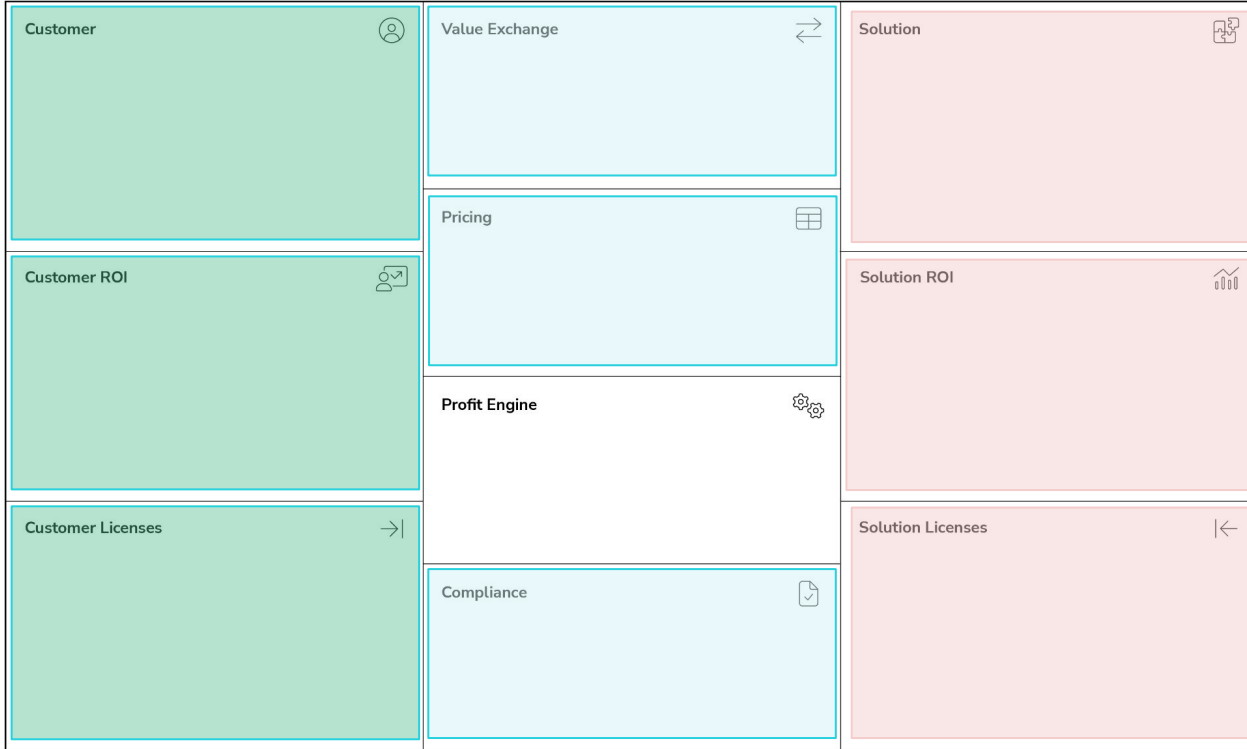 Customer
Value Exchange
Solution
Pricing
Customer ROI
Solution ROI
Profit Engine
Customer Licenses
Solution Licenses
Compliance